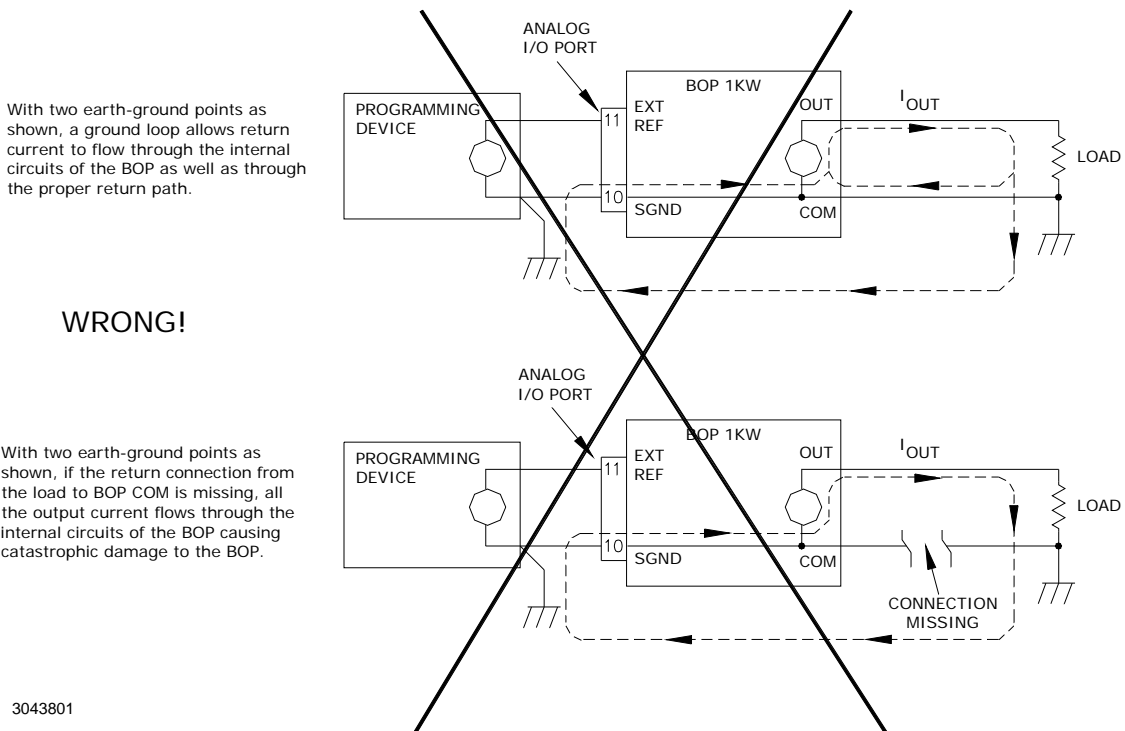 With two earth-ground points as
shown, a ground loop allows return
current to flow through the internal
circuits of the BOP as well as through
the proper return path.
ANALOG
I/O PORT
PROGRAMMING
DEVICE
11
EXT
REF
BOP 1KW
OUT
IOUT
LOAD
10
SGND
COM
WRONG!
With two earth-ground points as
shown, if the return connection from
the load to BOP COM is missing, all
the output current flows through the
internal circuits of the BOP causing
catastrophic damage to the BOP.
ANALOG
I/O PORT
PROGRAMMING
DEVICE
11
EXT
REF
BOP 1KW
OUT
IOUT
LOAD
10
SGND
COM
CONNECTION
MISSING
3043801